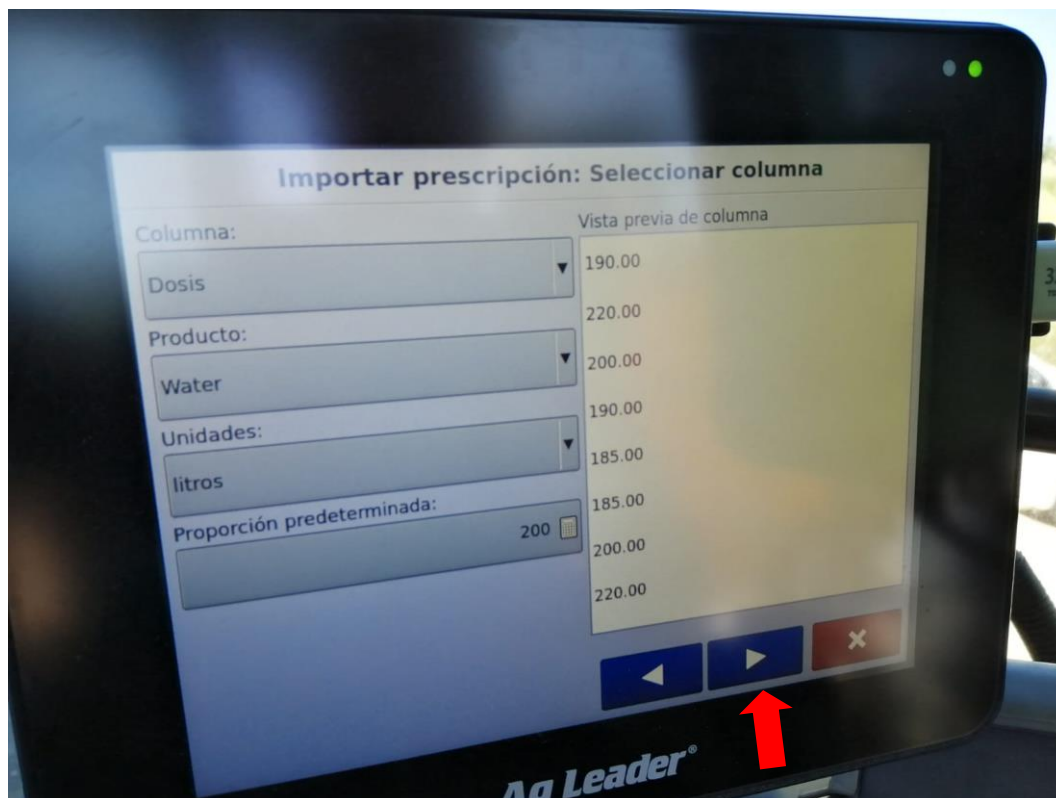 Importar prescripción: Seleccionar columna
Columna:
Dosis
Producto:
Water
Unidades:
litros
Proporción predeterminada:
200
Vista previa de columna
190.00
220.00
200.00
190.00
185.00
185.00
200.00
220.00
Ag Leader®